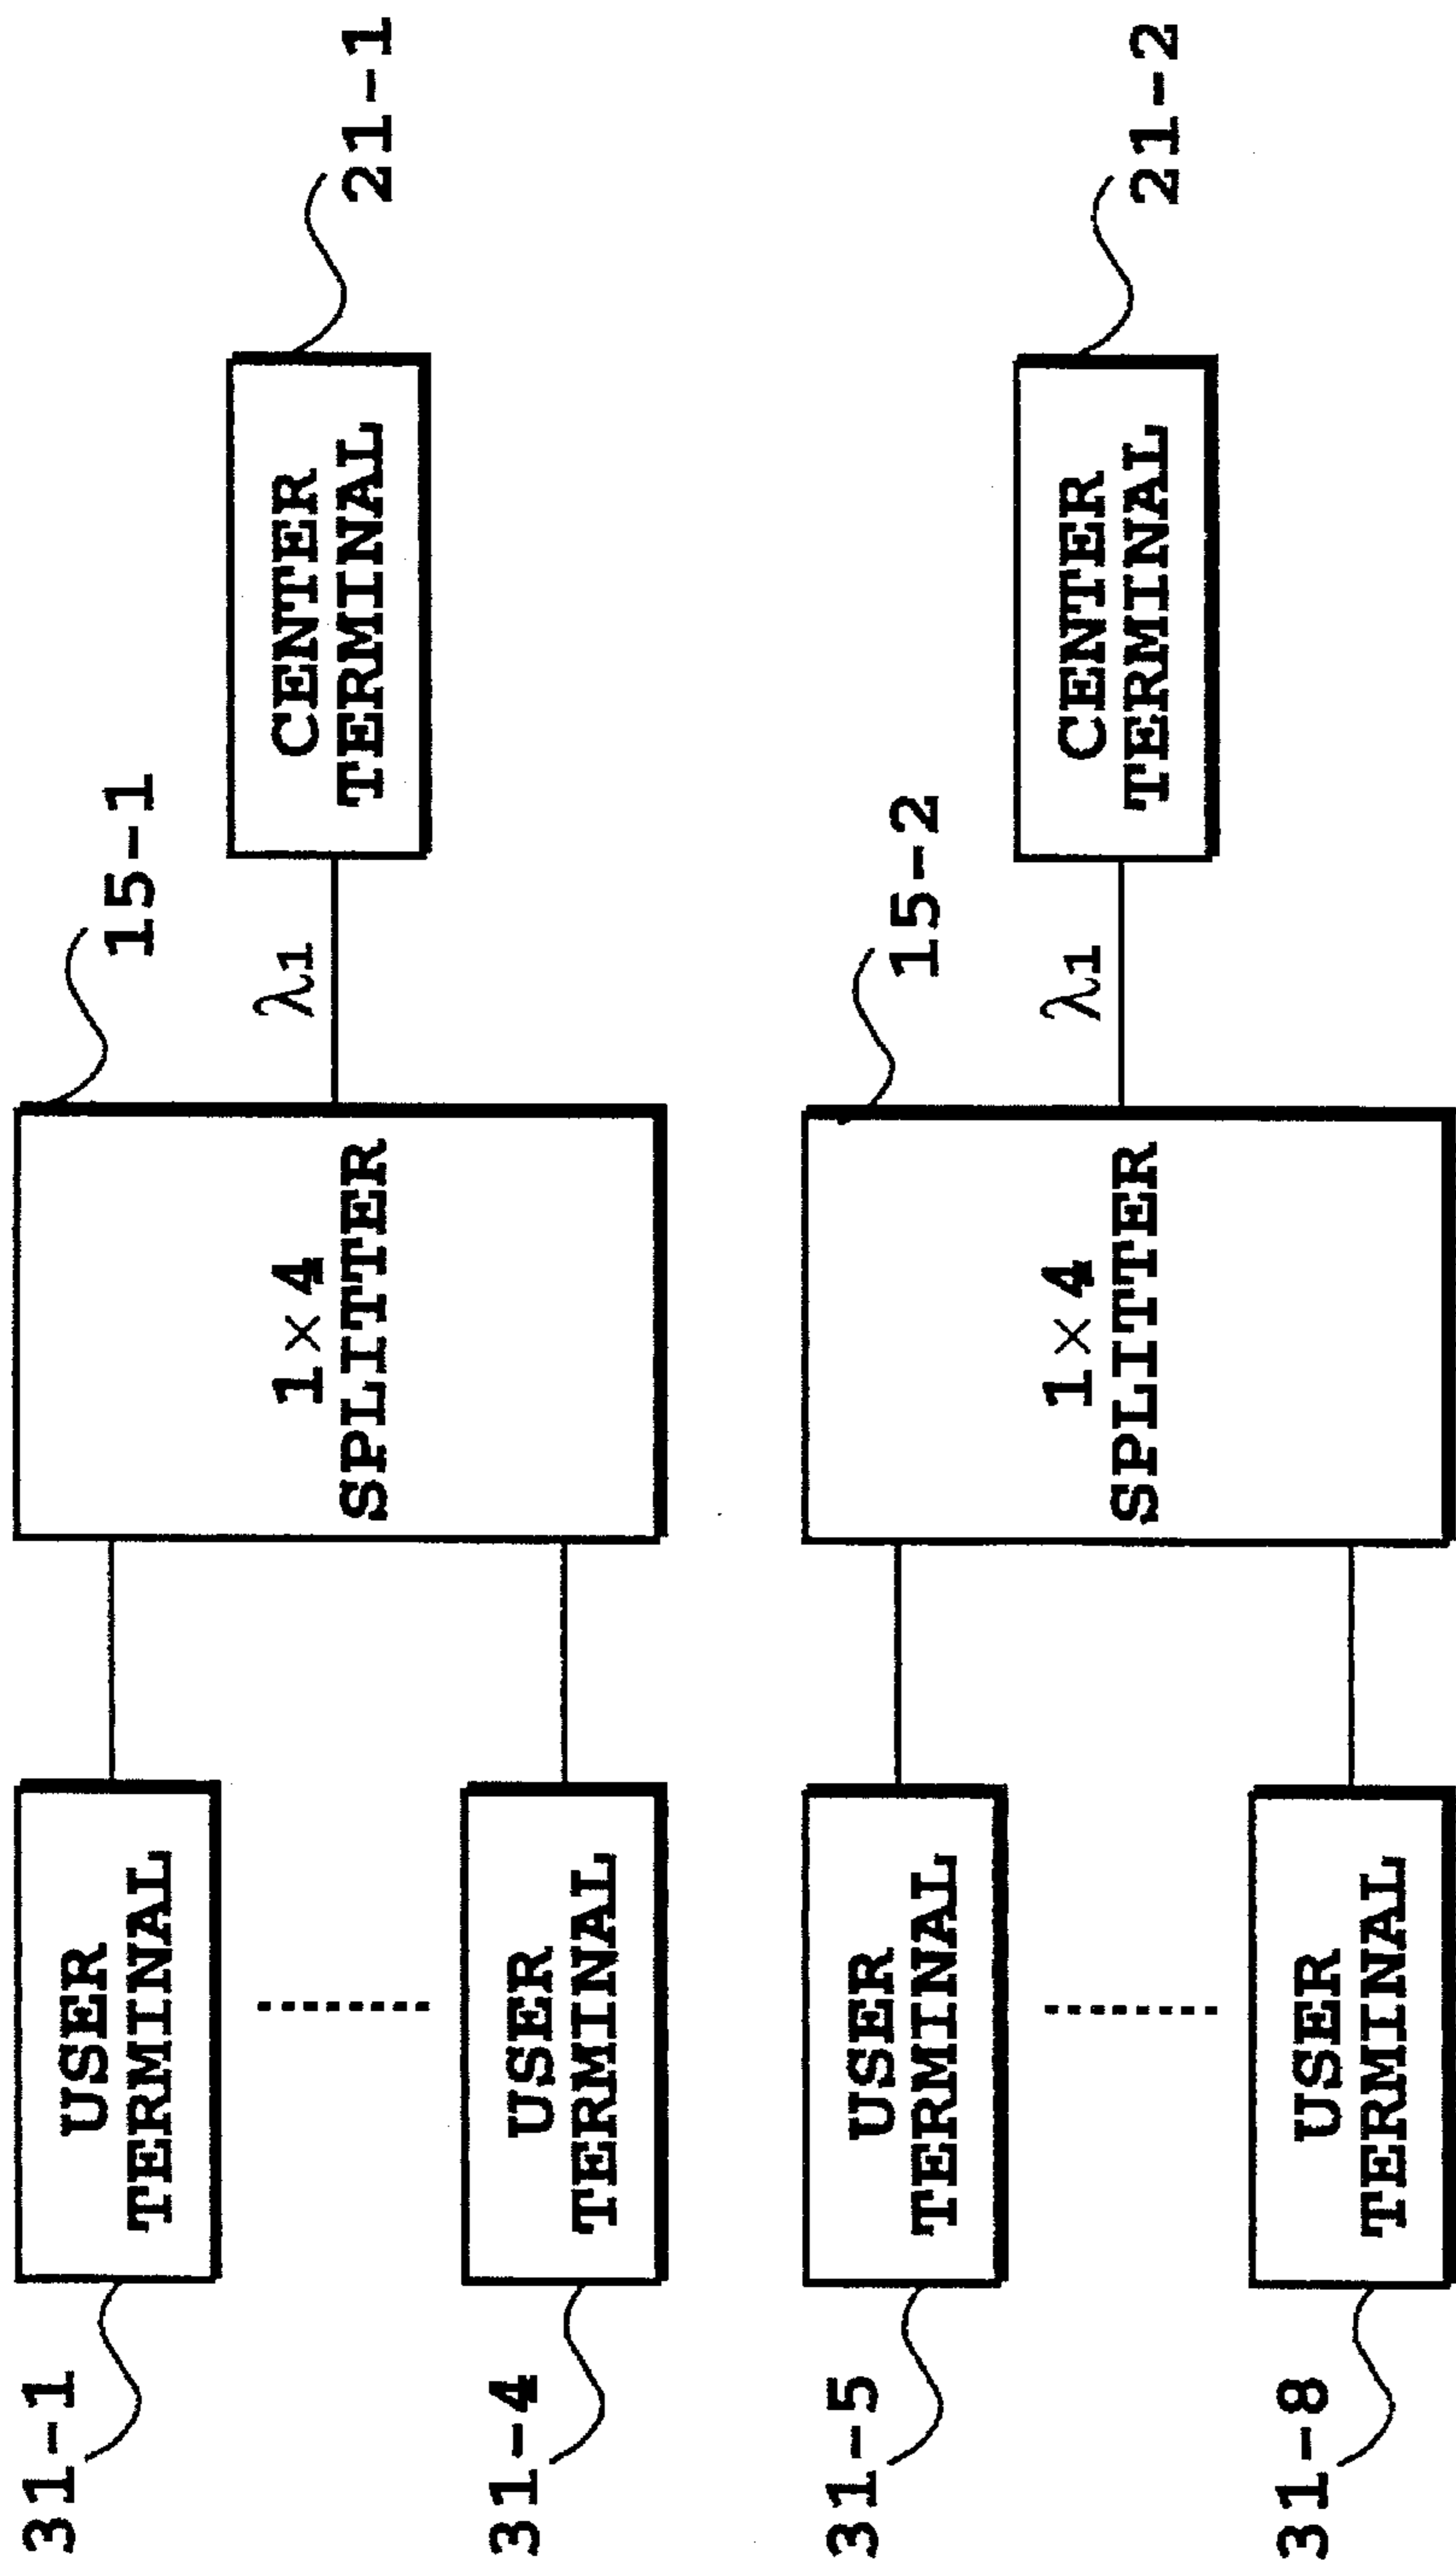 31-1
USER
TERMINAL
1×4
SPLITTER
15-1
λ1
CENTER
TERMINAL
21-1
31-4
USER
TERMINAL
31-5
USER
TERMINAL
1×4
SPLITTER
15-2
λ1
CENTER
TERMINAL
21-2
31-8
USER
TERMINAL